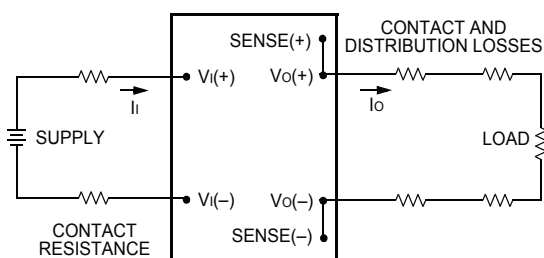 CONTACT AND
DISTRIBUTION LOSSES
SENSE(+)
VI(+)
VO(+)
II
IO
SUPPLY
LOAD
VI(–)
VO(–)
CONTACT
RESISTANCE
SENSE(–)